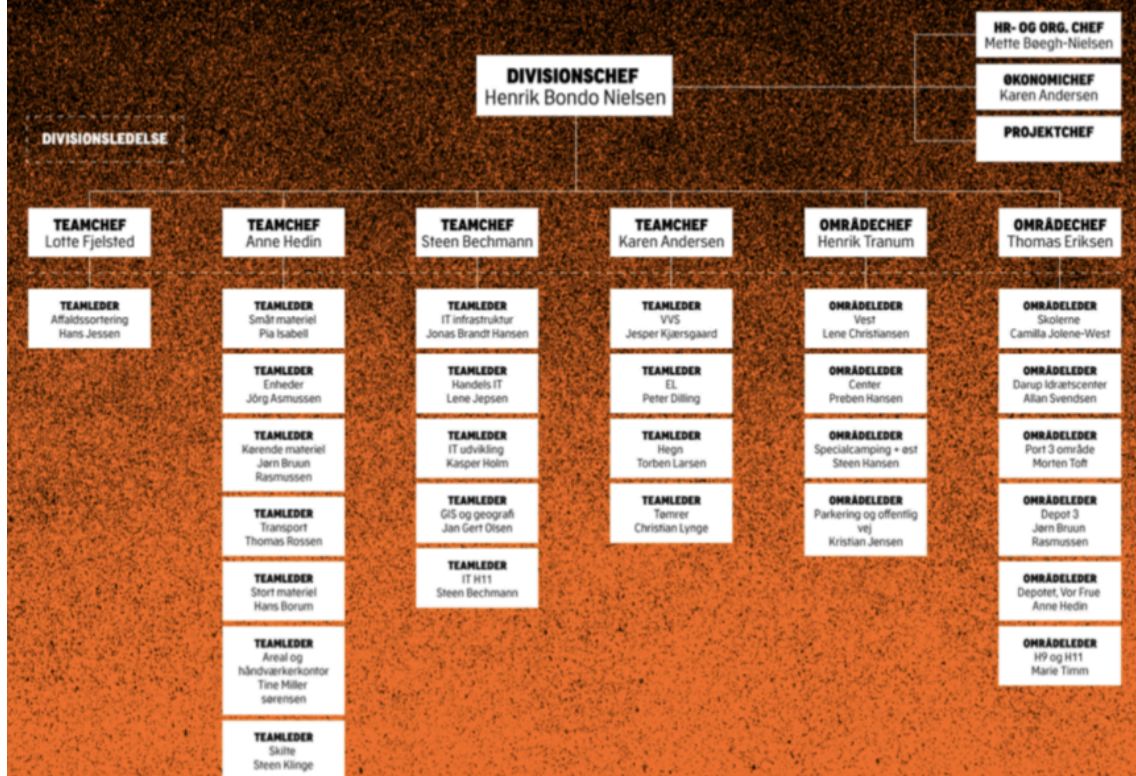 HR- OG ORG. CHEF
Mette Bøegh-Nielsen
DIVISIONSCHEF
Henrik Bondo Nielsen
ØKONOMICHEF
Karen Andersen
PROJEKTCHEF
DIVISIONSLEDELSE
TEAMCHEF
Lotte Fjelsted
TEAMCHEF
Anne Hedin
TEAMCHEF
Steen Bechmann
TEAMCHEF
Karen Andersen
OMRÅDECHEF
Henrik Tranum
OMRÅDECHEF
Thomas Eriksen
TEAMLEDER
Affaldssortering
Hans Jessen
TEAMLEDER
Småt materiel
Pia Isabell
TEAMLEDER
Enheder
Jörg Asmussen
TEAMLEDER
Kørende materiel
Jørn Bruun
Rasmussen
TEAMLEDER
Transport
Thomas Rossen
TEAMLEDER
Stort materiel
Hans Borum
TEAMLEDER
Areal og
håndværkerkontor
Tine Miller
sørensen
TEAMLEDER
Skilte
Steen Klinge
TEAMLEDER
IT infrastruktur
Jonas Brandt Hansen
TEAMLEDER
Handels IT
Lene Jepsen
TEAMLEDER
IT udvikling
Kasper Holm
TEAMLEDER
GIS og geografi
Jan Gert Olsen
TEAMLEDER
IT H11
Steen Bechmann
TEAMLEDER
VVS
Jesper Kjærsgaard
TEAMLEDER
EL
Peter Dilling
TEAMLEDER
Hegn
Torben Larsen
TEAMLEDER
Tømrer
Christian Lynge
OMRÅDELEDER
Vest
Lene Christiansen
OMRÅDELEDER
Center
Preben Hansen
OMRÅDELEDER
Specialcamping + øst
Steen Hansen
OMRÅDELEDER
Parkering og offentlig
vej
Kristian Jensen
OMRÅDELEDER
Skolerne
Camilla Jolene-West
OMRÅDELEDER
Darup Idrætscenter
Allan Svendsen
OMRÅDELEDER
Port 3 område
Morten Toft
OMRÅDELEDER
Depot 3
Jørn Bruun
Rasmussen
OMRÅDELEDER
Depotet, Vor Frue
Anne Hedin
OMRÅDELEDER
H9 og H11
Marie Timm